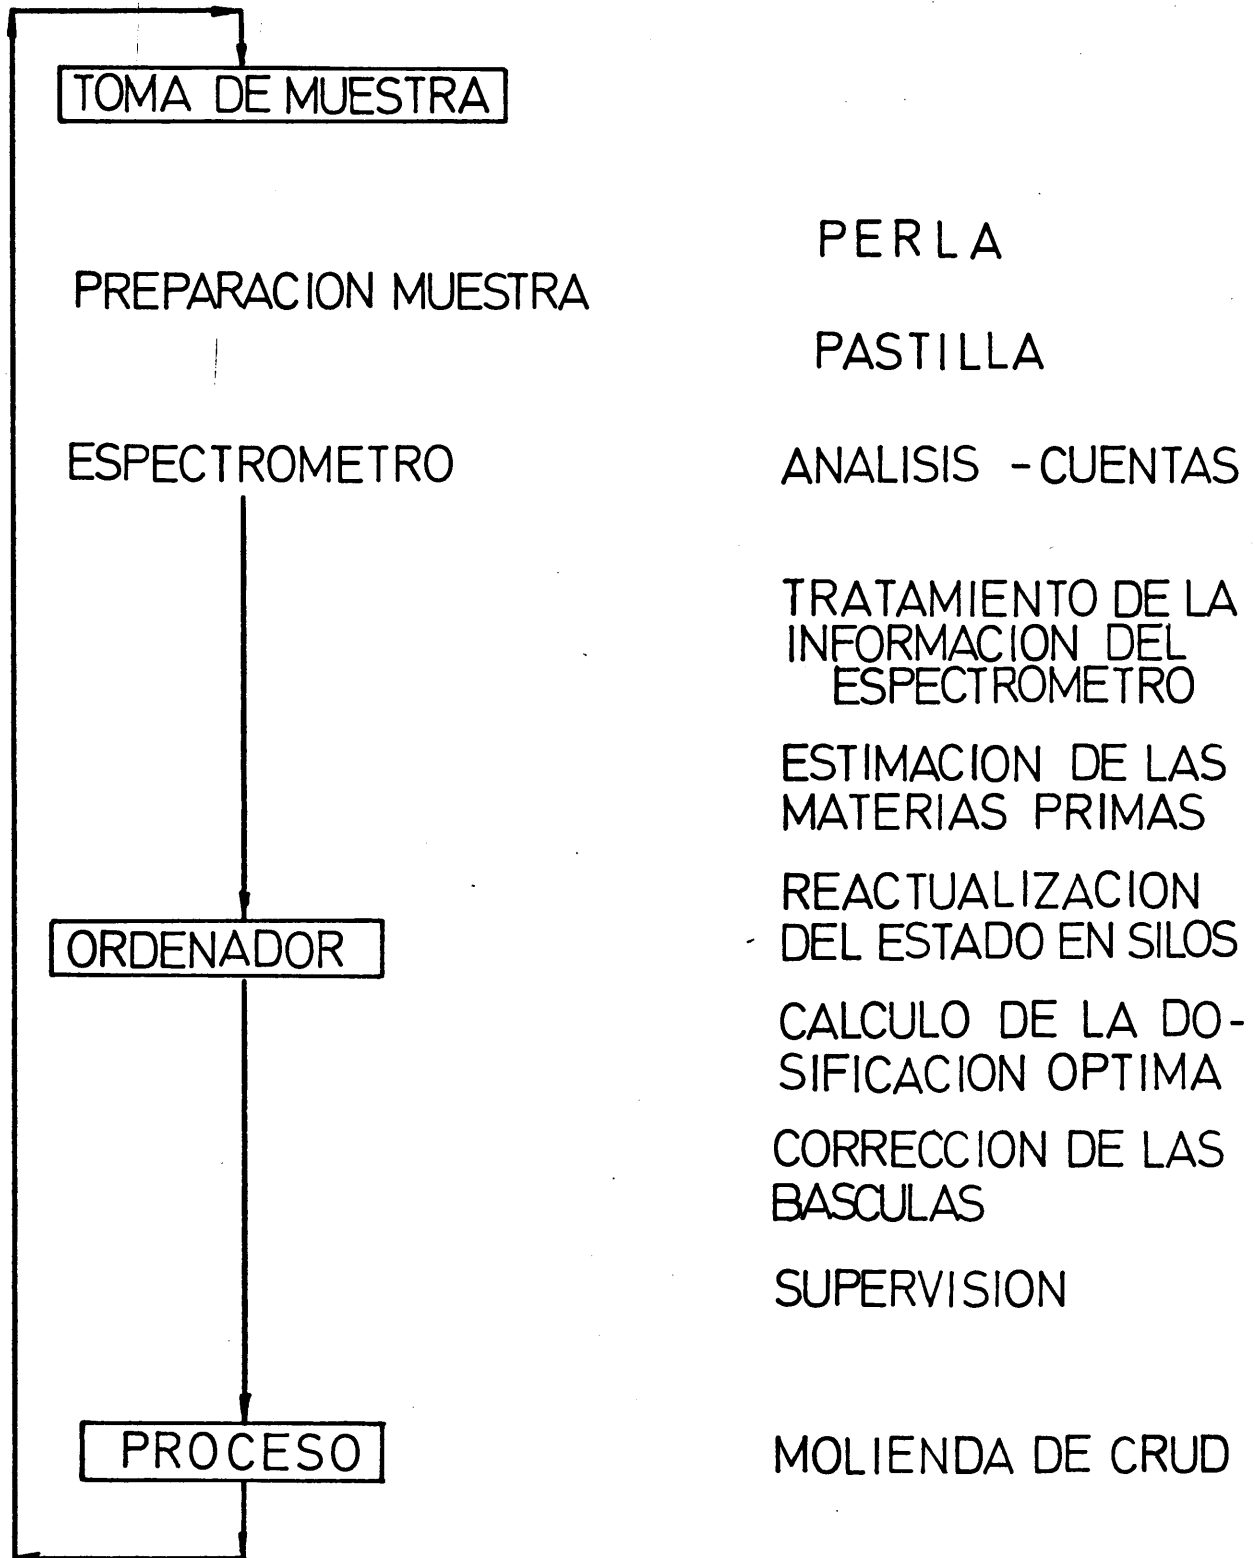 TOMA DE MUESTRA
PERLA
PREPARACION MUESTRA
PASTILLA
ESPECTROMETRO
ANALISIS - CUENTAS
TRATAMIENTO DE LA
INFORMACION DEL
ESPECTROMETRO
ESTIMACION DE LAS
MATERIAS PRIMAS
REACTUALIZACION
DEL ESTADO EN SILOS
ORDENADOR
CALCULO DE LA DO-
SIFICACION OPTIMA
CORRECCION DE LAS
BASCULAS
SUPERVISION
PROCESO
MOLIENDA DE CRUD